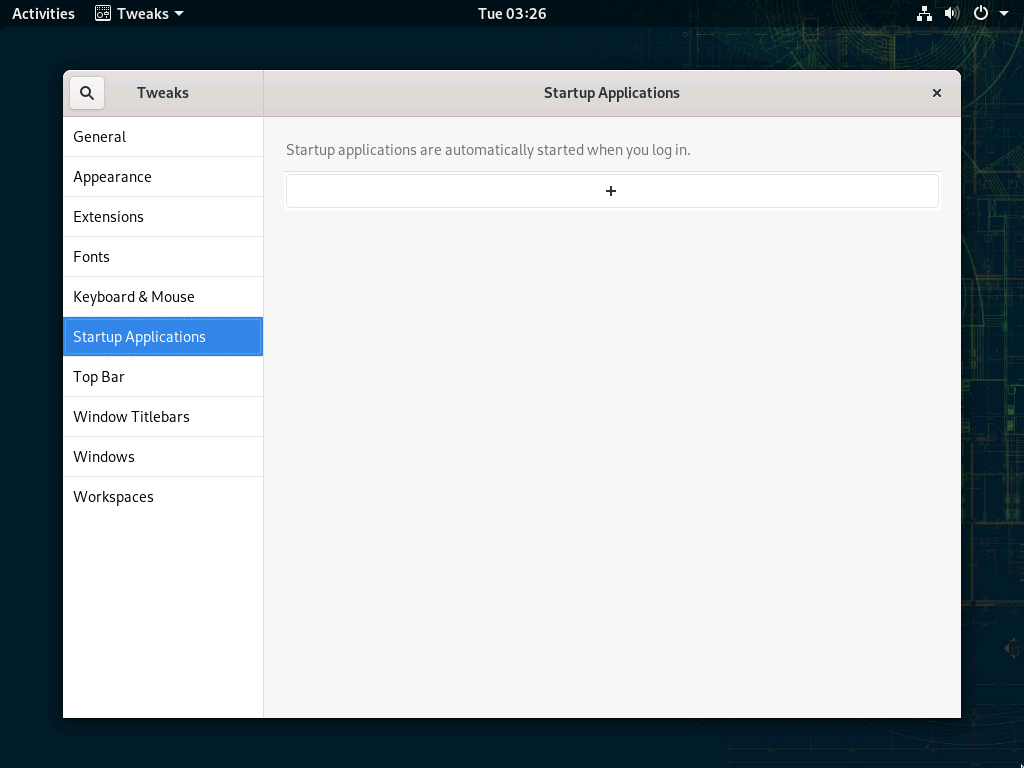 Activities
Tweaks
Tue 03:26
Tweaks
Startup Applications
General
Appearance
Extensions
Fonts
Keyboard & Mouse
Startup Applications
Top Bar
Window Titlebars
Windows
Workspaces
Startup applications are automatically started when you log in.